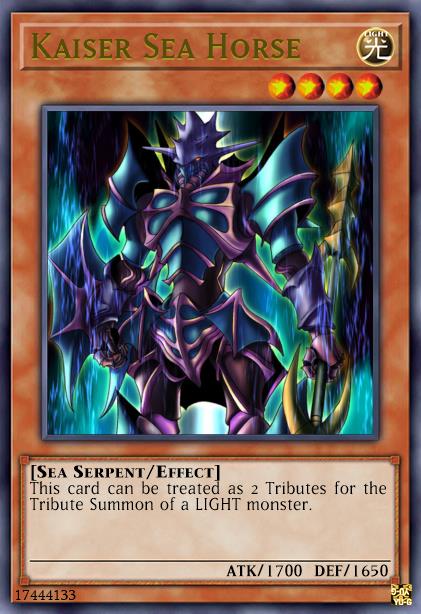 Kaiser Sea Horse
LIGHT
光
[Sea Serpent/Effect]
This card can be treated as 2 Tributes for the
Tribute Summon of a LIGHT monster.
ATK/1700 DEF/1650
17444133